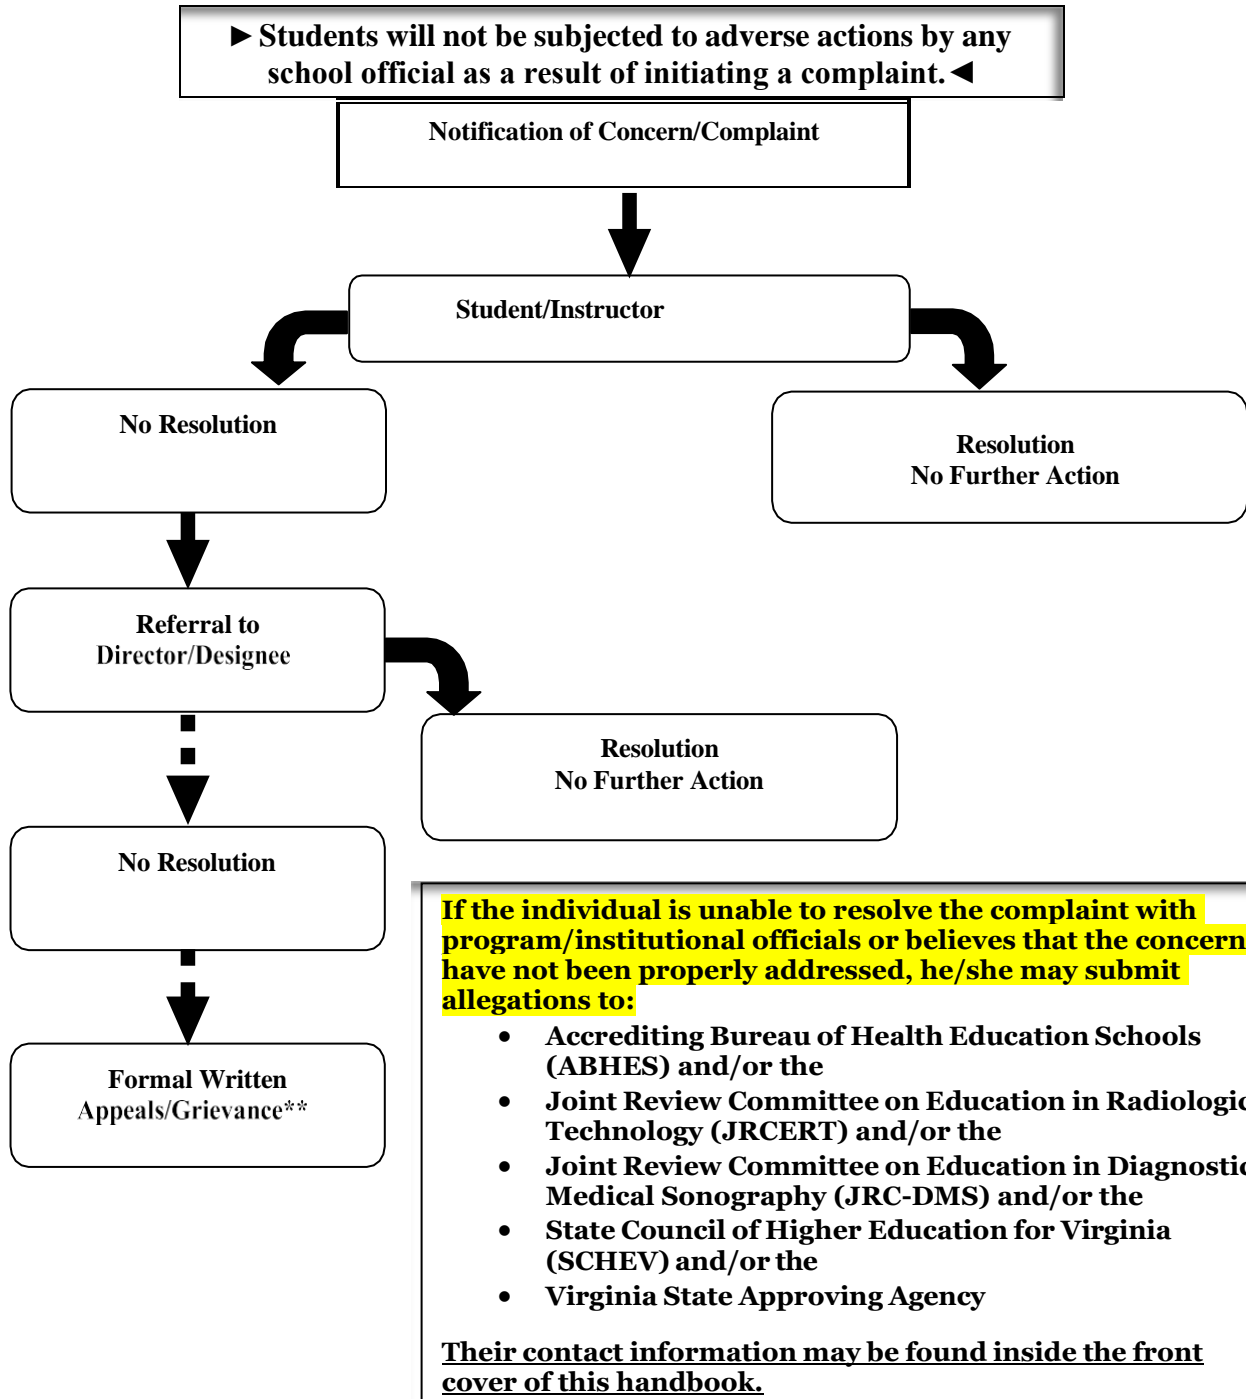 ►Students will not be subjected to adverse actions by any
school official as a result of initiating a complaint.◄
Notification of Concern/Complaint
Student/Instructor
No Resolution
Resolution
No Further Action
Referral to
Director/Designee
Resolution
No Further Action
No Resolution
Formal Written
Appeals/Grievance**
If the individual is unable to resolve the complaint with
program/institutional officials or believes that the concern
have not been properly addressed, he/she may submit
allegations to:
• Accrediting Bureau of Health Education Schools
(ABHES) and/or the
• Joint Review Committee on Education in Radiologic
Technology (JRCERT) and/or the
• Joint Review Committee on Education in Diagnostic
Medical Sonography (JRC-DMS) and/or the
• State Council of Higher Education for Virginia
(SCHEV) and/or the
• Virginia State Approving Agency
Their contact information may be found inside the front
cover of this handbook.